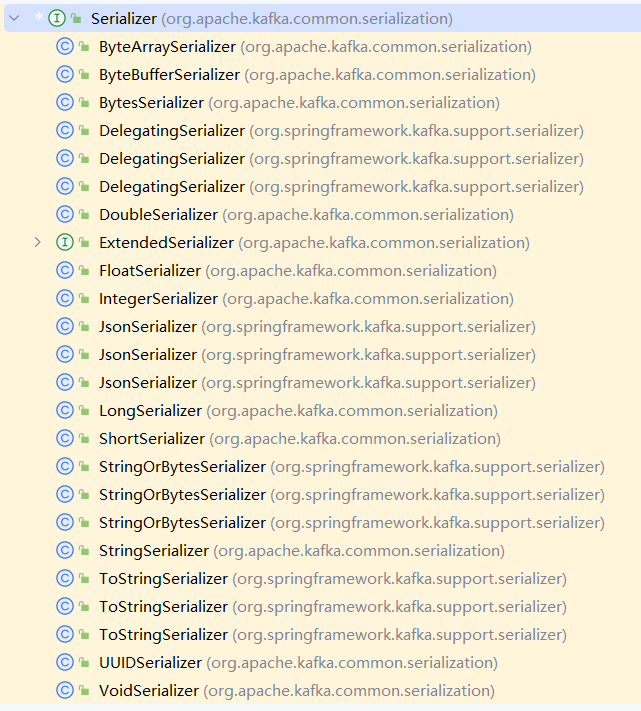 Serializer (org.apache.kafka.common.serialization)
ByteArraySerializer (org.apache.kafka.common.serialization)
ByteBufferSerializer (org.apache.kafka.common.serialization)
BytesSerializer (org.apache.kafka.common.serialization)
DelegatingSerializer (org.springframework.kafka.support.serializer)
DelegatingSerializer (org.springframework.kafka.support.serializer)
DelegatingSerializer (org.springframework.kafka.support.serializer)
DoubleSerializer (org.apache.kafka.common.serialization)
ExtendedSerializer (org.apache.kafka.common.serialization)
FloatSerializer (org.apache.kafka.common.serialization)
IntegerSerializer (org.apache.kafka.common.serialization)
JsonSerializer (org.springframework.kafka.support.serializer)
JsonSerializer (org.springframework.kafka.support.serializer)
JsonSerializer (org.springframework.kafka.support.serializer)
LongSerializer (org.apache.kafka.common.serialization)
ShortSerializer (org.apache.kafka.common.serialization)
StringOrBytesSerializer (org.springframework.kafka.support.serializer)
StringOrBytesSerializer (org.springframework.kafka.support.serializer)
StringOrBytesSerializer (org.springframework.kafka.support.serializer)
StringSerializer (org.apache.kafka.common.serialization)
ToStringSerializer (org.springframework.kafka.support.serializer)
ToStringSerializer (org.springframework.kafka.support.serializer)
ToStringSerializer (org.springframework.kafka.support.serializer)
UUIDSerializer (org.apache.kafka.common.serialization)
VoidSerializer (org.apache.kafka.common.serialization)